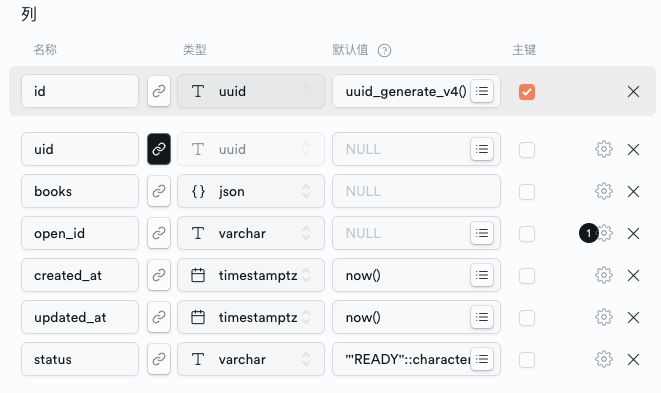 列
名称 类型 默认值 ? 主键
id T uuid uuid_generate_v4()
uid T uuid NULL
books {} json NULL
open_id T varchar NULL 1
created_at timestamptz now()
updated_at timestamptz now()
status T varchar '"READY"::character